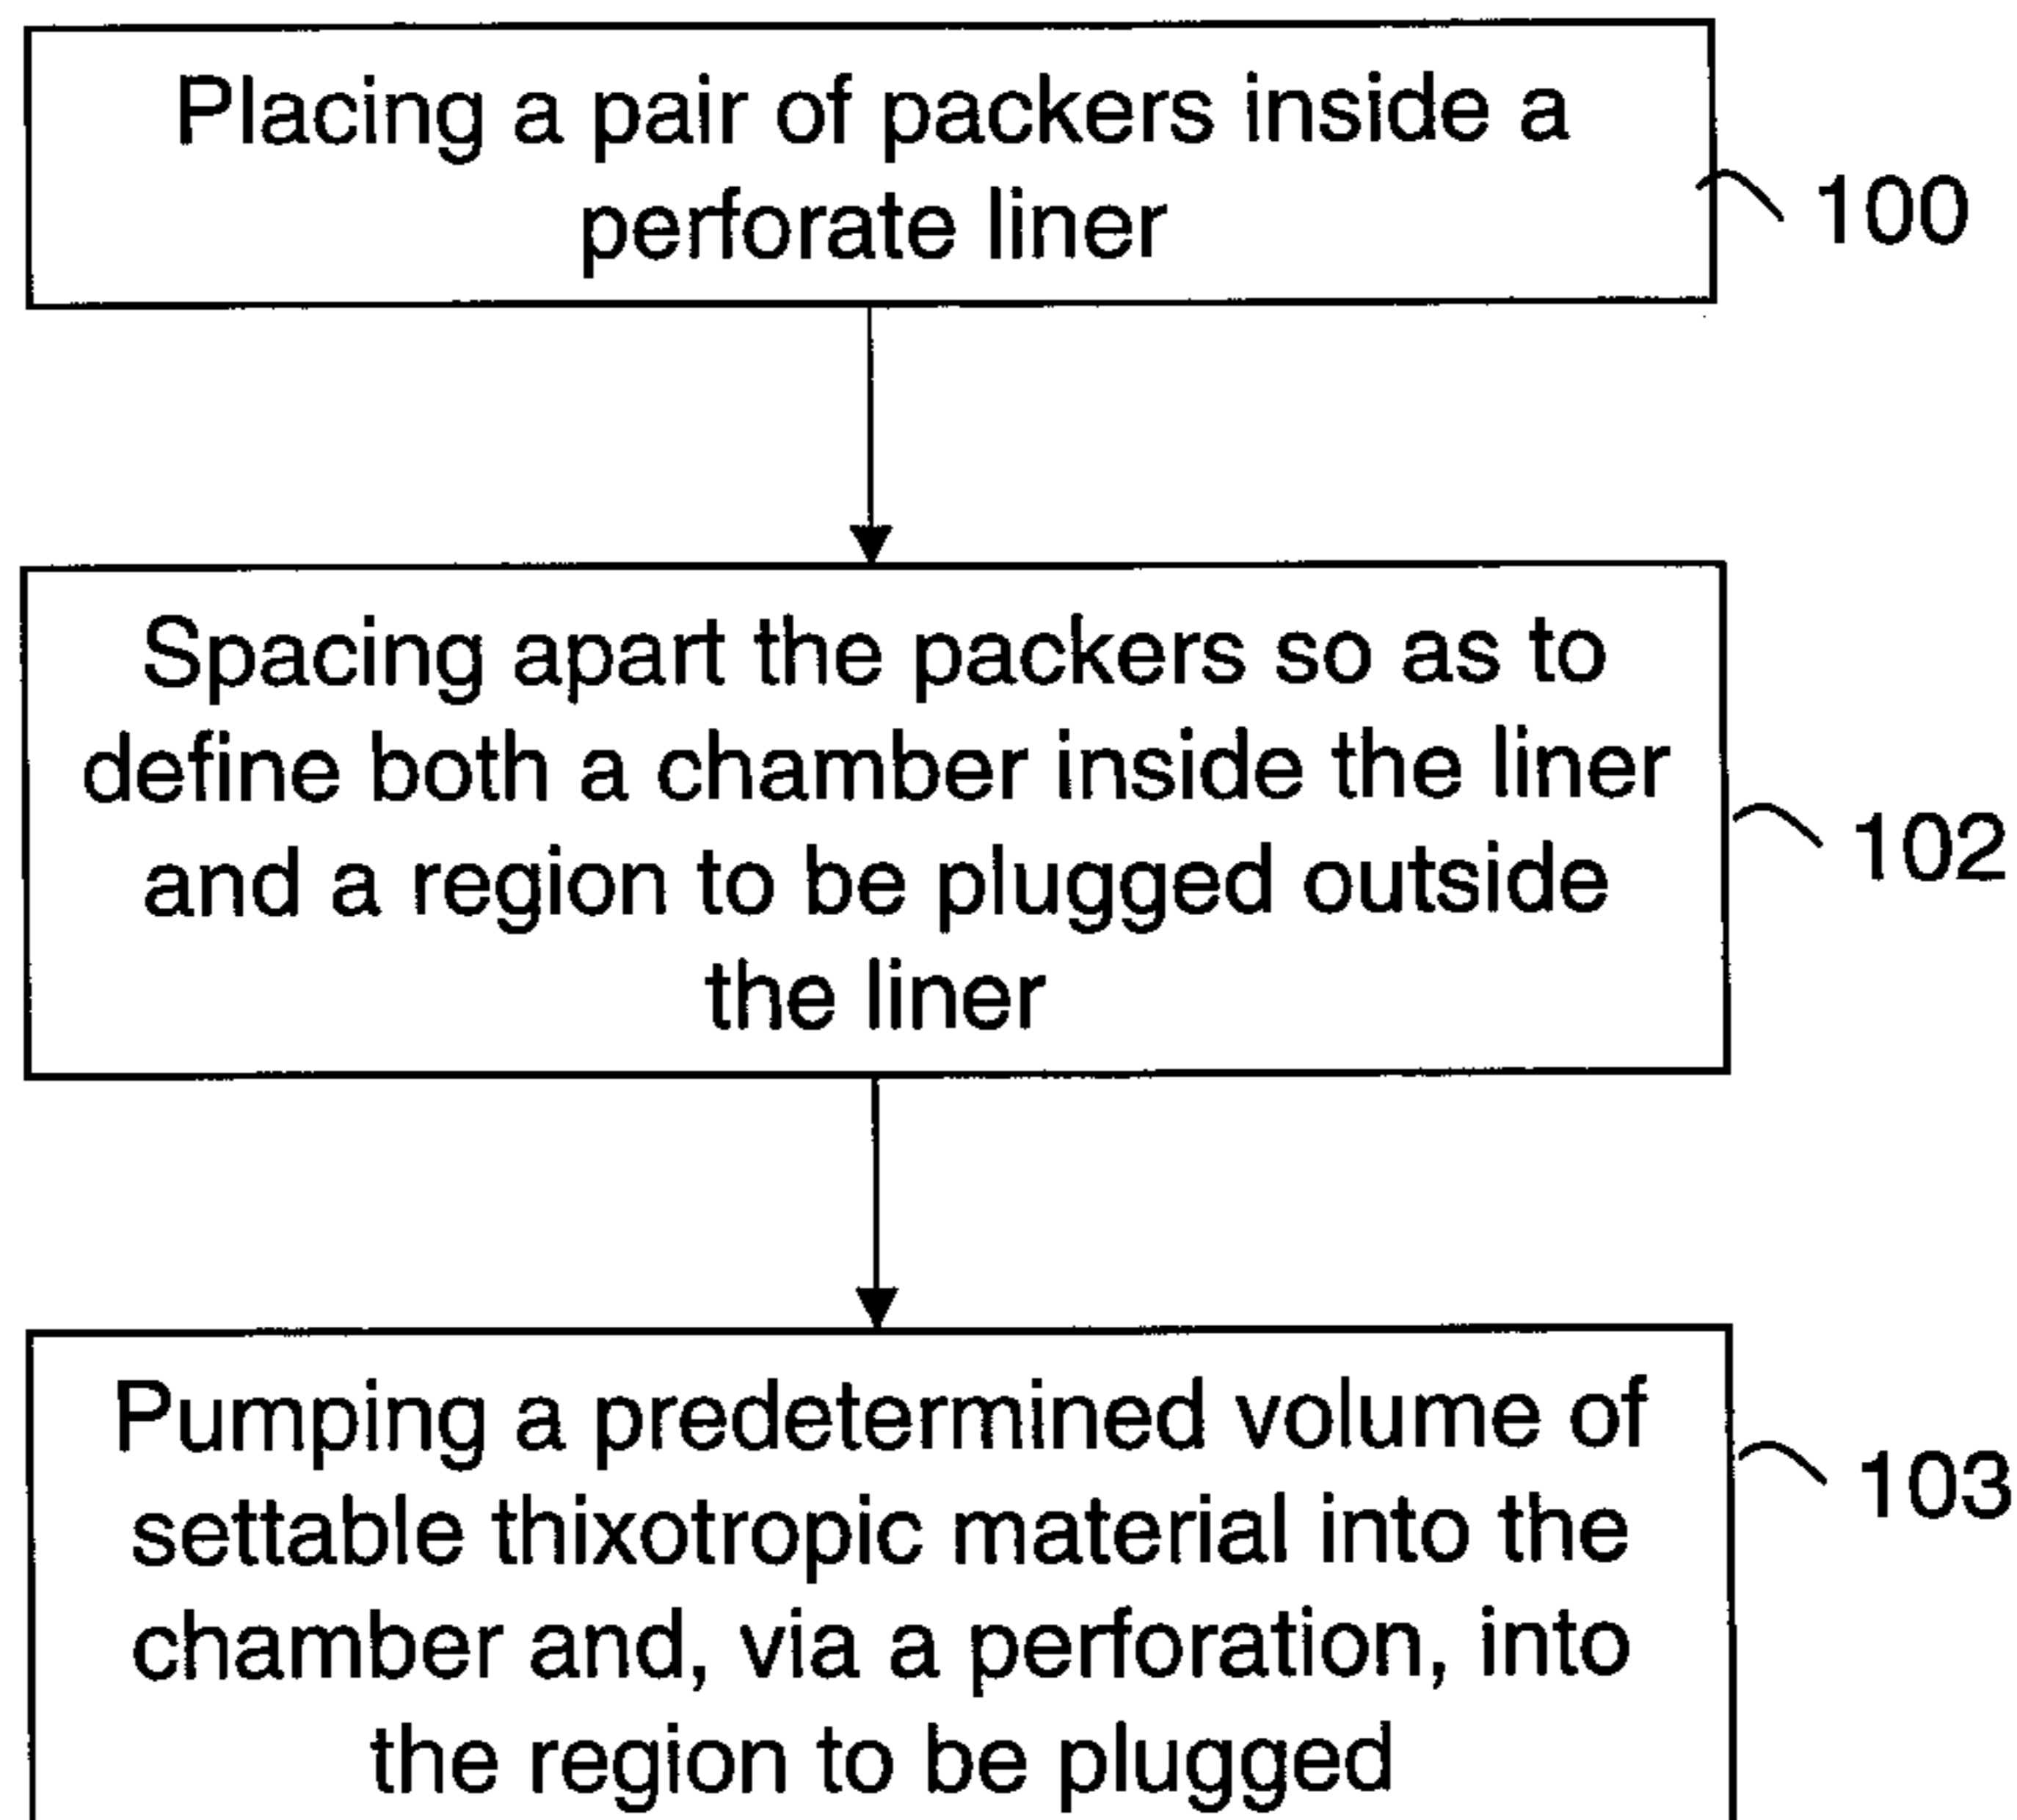 Placing a pair of packers inside a
perforate liner
100
Spacing apart the packers so as to
define both a chamber inside the liner
and a region to be plugged outside
the liner
102
Pumping a predetermined volume of
settable thixotropic material into the
chamber and, via a perforation, into
the region to be plugged
103